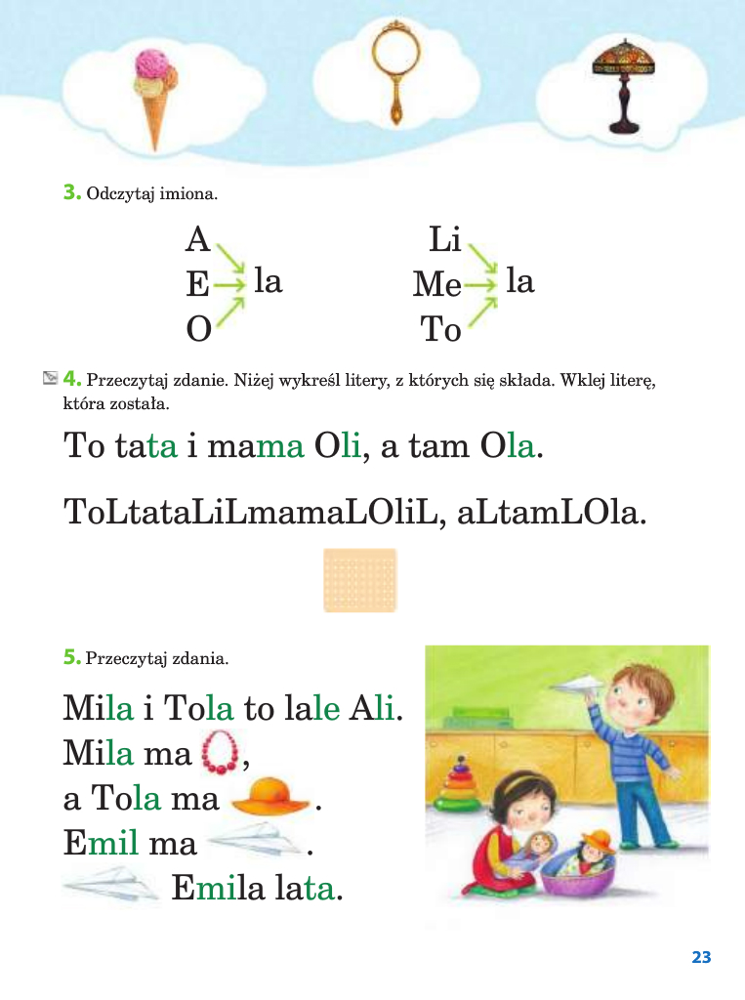 3. Odczytaj imiona.
A
E la
O
Li
Me la
To
4. Przeczytaj zdanie. Niżej wykreśl litery, z których się składa. Wklej literę,
która została.
To tata i mama Oli, a tam Ola.
ToLtataLiLmamaLOliL, aLtamLOla.
5. Przeczytaj zdania.
Mila i Tola to lale Ali.
Mila ma ,
a Tola ma .
Emil ma .
Emila lata.
23